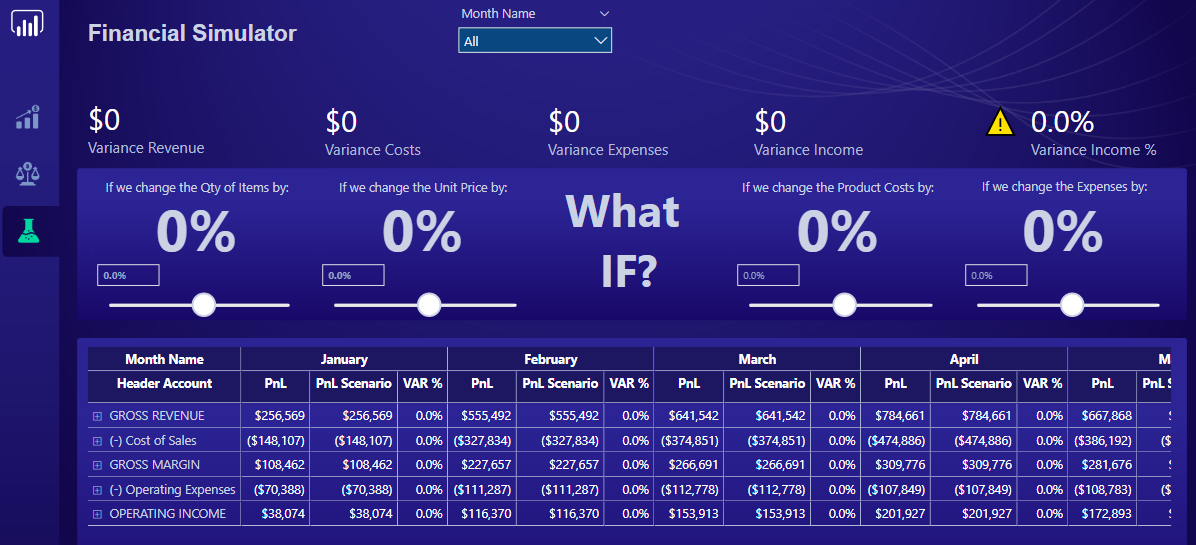 Financial Simulator
Month Name
All
$0
Variance Revenue
$0
Variance Costs
$0
Variance Expenses
$0
Variance Income
0.0%
Variance Income %
If we change the Qty of Items by:
0%
0.0%
If we change the Unit Price by:
0%
0.0%
What
IF?
If we change the Product Costs by:
0%
0.0%
If we change the Expenses by:
0%
0.0%
Month Name January February March April M
Header Account PnL PnL Scenario VAR % PnL PnL Scenario VAR % PnL PnL Scenario VAR % PnL PnL Scenario VAR % PnL PnL S
GROSS REVENUE $256,569 $256,569 0.0% $555,492 $555,492 0.0% $641,542 $641,542 0.0% $784,661 $784,661 0.0% $667,868
(-) Cost of Sales ($148,107) ($148,107) 0.0% ($327,834) ($327,834) 0.0% ($374,851) ($374,851) 0.0% ($474,886) ($474,886) 0.0% ($386,192) ($
GROSS MARGIN $108,462 $108,462 0.0% $227,657 $227,657 0.0% $266,691 $266,691 0.0% $309,776 $309,776 0.0% $281,676
(-) Operating Expenses ($70,388) ($70,388) 0.0% ($111,287) ($111,287) 0.0% ($112,778) ($112,778) 0.0% ($107,849) ($107,849) 0.0% ($108,783) ($
OPERATING INCOME $38,074 $38,074 0.0% $116,370 $116,370 0.0% $153,913 $153,913 0.0% $201,927 $201,927 0.0% $172,893